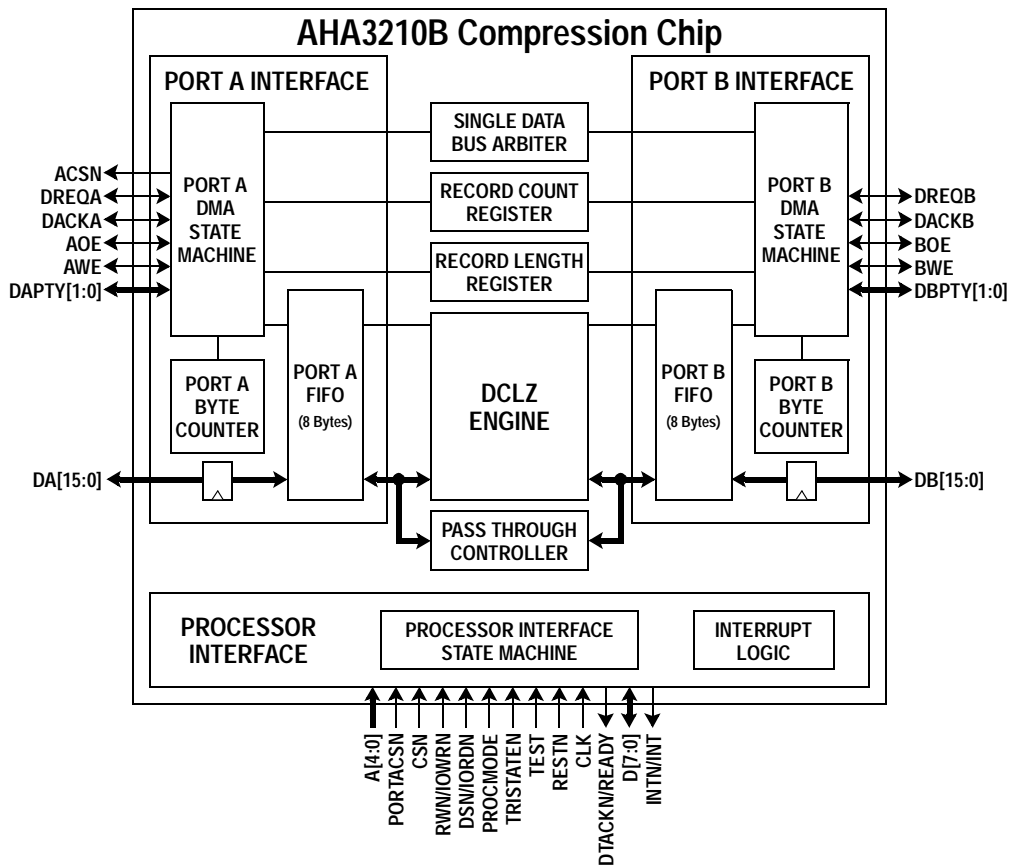 AHA3210B Compression Chip
PORT A INTERFACE
PORT B INTERFACE
SINGLE DATA
BUS ARBITER
RECORD COUNT
REGISTER
RECORD LENGTH
REGISTER
PORT A
DMA
STATE
MACHINE
PORT B
DMA
STATE
MACHINE
ACSN
DREQA
DACKA
AOE
AWE
DAPTY[1:0]
DREQB
DACKB
BOE
BWE
DBPTY[1:0]
PORT A
BYTE
COUNTER
PORT A
FIFO
(8 Bytes)
DCLZ
ENGINE
PORT B
FIFO
(8 Bytes)
PORT B
BYTE
COUNTER
DA[15:0]
DB[15:0]
PASS THROUGH
CONTROLLER
PROCESSOR
INTERFACE
PROCESSOR INTERFACE
STATE MACHINE
INTERRUPT
LOGIC
A[4:0]
PORTACSN
CSN
RWN/IOWRN
DSN/IORDN
PROCMODE
TRISTATEN
TEST
RESTN
CLK
DTACKN/READY
D[7:0]
INTN/INT